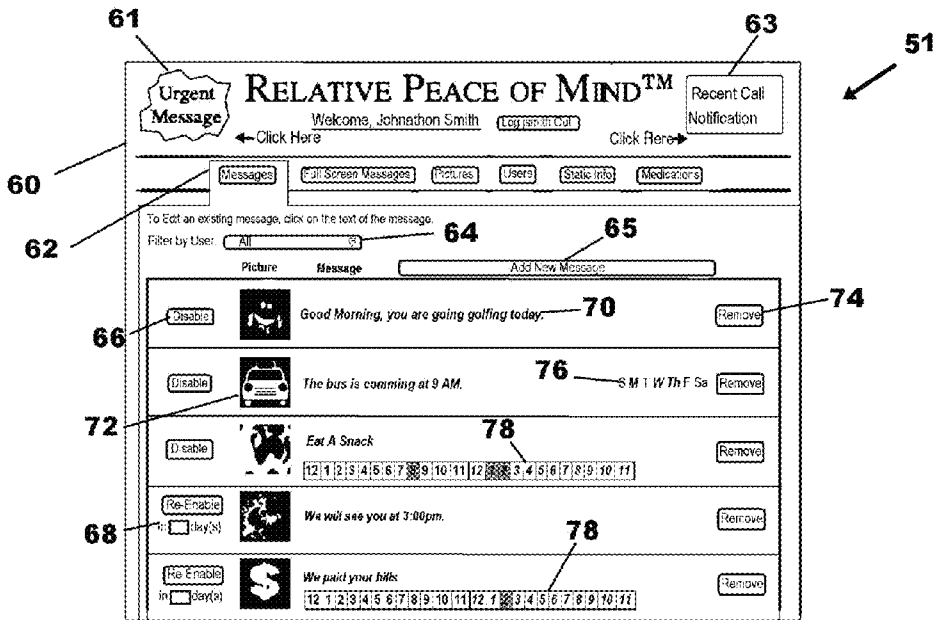 61
63
51
Urgent Message
RELATIVE PEACE OF MIND™
Recent Call Notification
Welcome, Johnathon Smith
←Click Here
Click Here→
60
Messages Full Screen Messages Pictures Users Static Info Medications
To Edit an existing message, click on the text of the message.
62
Filter by User: All
64
65
Picture Message Add New Message
66
Disable Good Morning, you are going golfing today. Remove
70
74
Disable The bus is comming at 9 AM. S M T W Th F Sa Remove
76
72
78
Disable Eat A Snack Remove
12 1 2 3 4 5 6 7 8 9 10 11 12 1 2 3 4 5 6 7 8 9 10 11
Re-Enable We will see you at 3:00pm. Remove
68
in day(s)
78
Re-Enable We paid your bills Remove
in day(s) 12 1 2 3 4 5 6 7 8 9 10 11 12 1 2 3 4 5 6 7 8 9 10 11